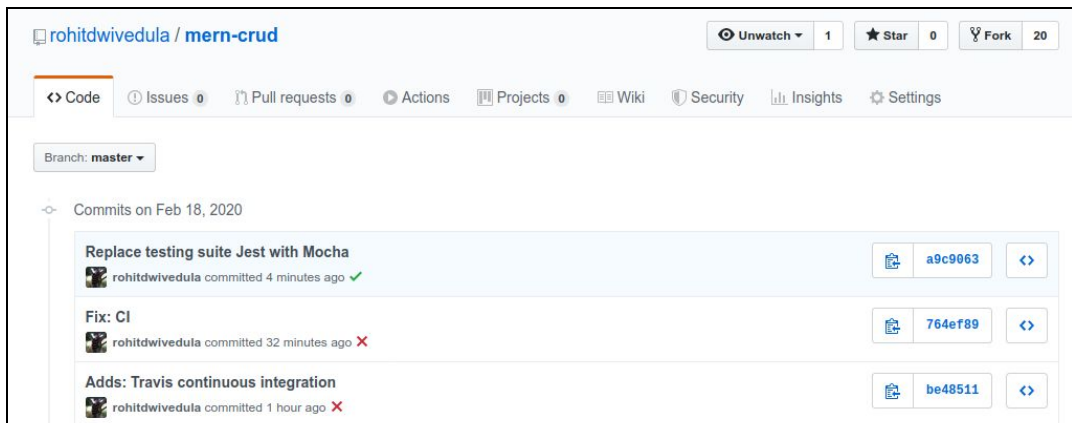 rohitdwivedula / mern-crud
Unwatch 1 Star 0 Fork 20
Code Issues 0 Pull requests 0 Actions Projects 0 Wiki Security Insights Settings
Branch: master
Commits on Feb 18, 2020
Replace testing suite Jest with Mocha
rohitdwivedula committed 4 minutes ago
a9c9063
Fix: CI
rohitdwivedula committed 32 minutes ago
764ef89
Adds: Travis continuous integration
rohitdwivedula committed 1 hour ago
be48511